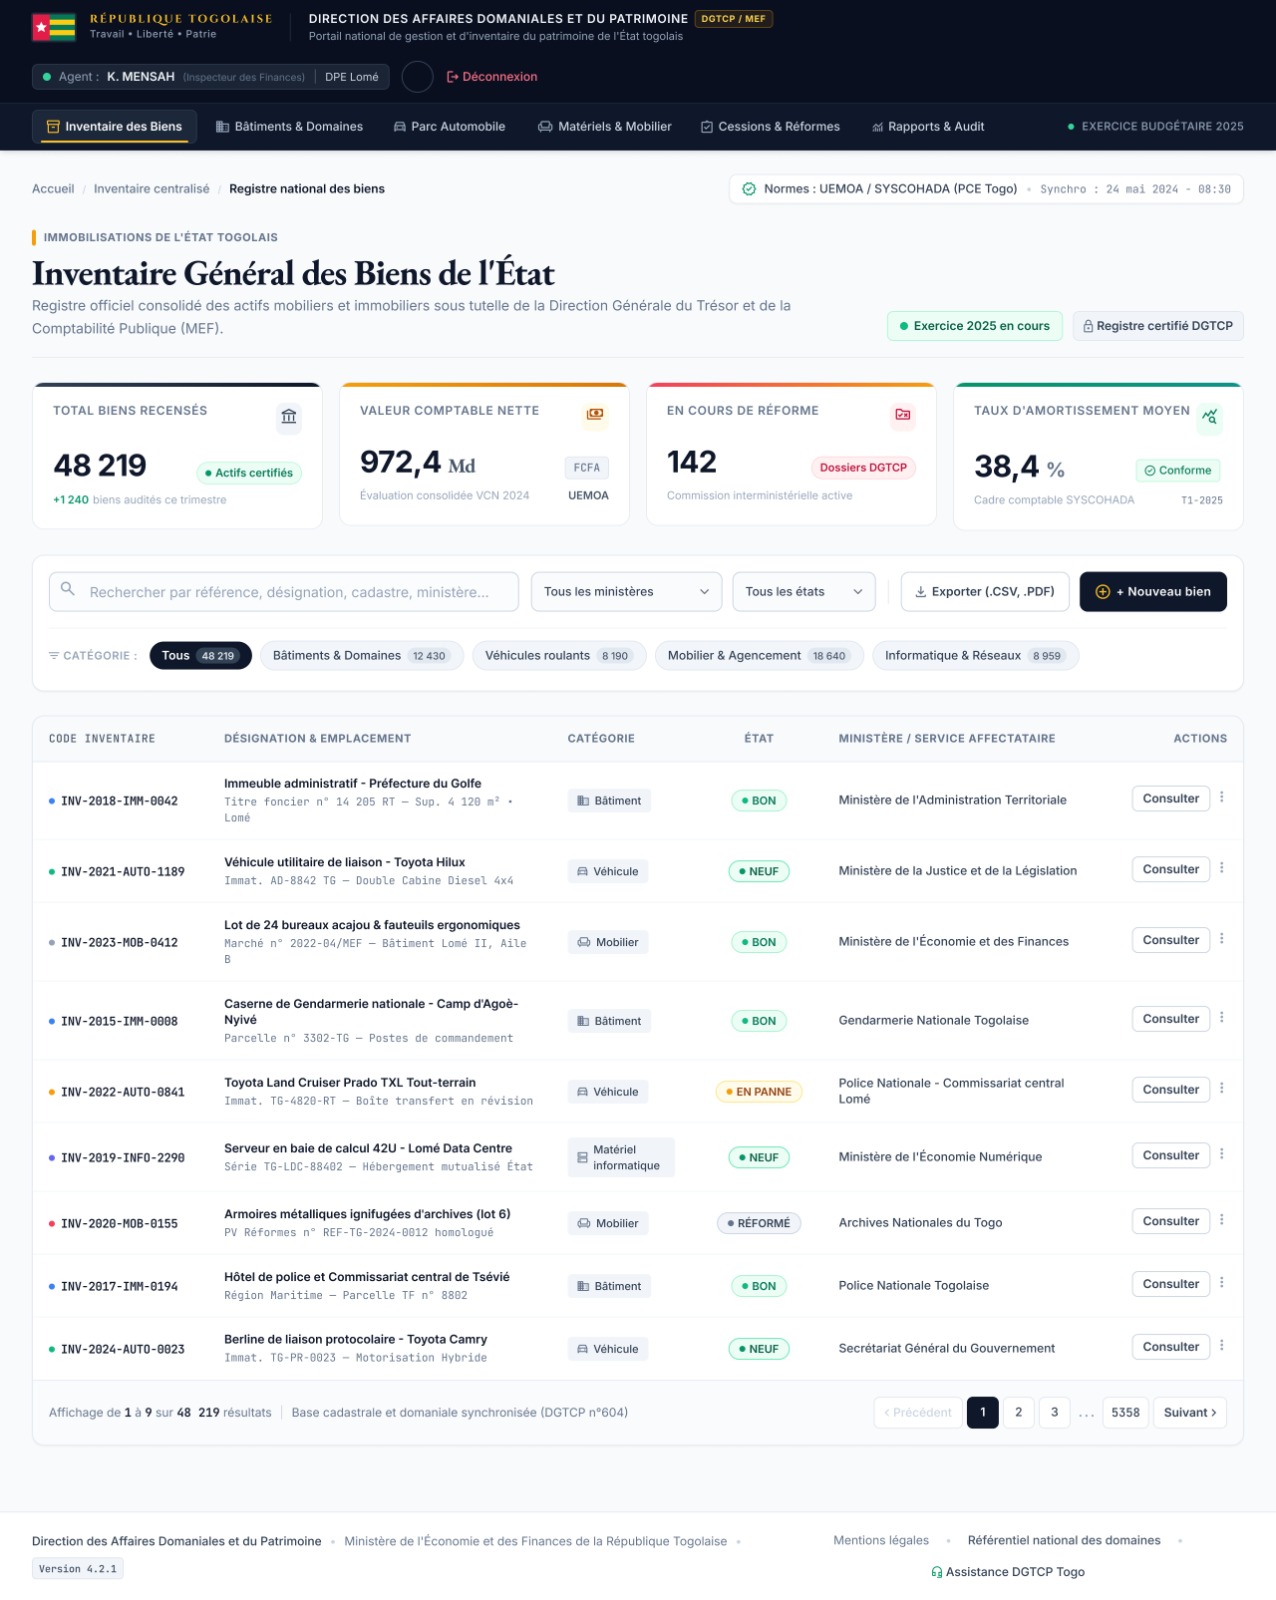 RÉPUBLIQUE TOGOLAISE
Travail • Liberté • Patrie
DIRECTION DES AFFAIRES DOMANIALES ET DU PATRIMOINE DGTCP / MEF
Portail national de gestion et d'inventaire du patrimoine de l'État togolais
Agent : K. MENSAH (Inspecteur des Finances) DPE Lomé
Déconnexion
Inventaire des Biens
Bâtiments & Domaines
Parc Automobile
Matériels & Mobilier
Cessions & Réformes
Rapports & Audit
EXERCICE BUDGÉTAIRE 2025
Accueil / Inventaire centralisé / Registre national des biens
Normes : UEMOA / SYSCOHADA (PCE Togo) • Synchro : 24 mai 2024 - 08:30
IMMOBILISATIONS DE L'ÉTAT TOGOLAIS
Inventaire Général des Biens de l'État
Registre officiel consolidé des actifs mobiliers et immobiliers sous tutelle de la Direction Générale du Trésor et de la
Comptabilité Publique (MEF).
Exercice 2025 en cours
Registre certifié DGTCP
TOTAL BIENS RECENSÉS
48 219
Actifs certifiés
+1 240 biens audités ce trimestre
VALEUR COMPTABLE NETTE
972,4 Md
FCFA
Évaluation consolidée VCN 2024
UEMOA
EN COURS DE RÉFORME
142
Dossiers DGTCP
Commission interministérielle active
TAUX D'AMORTISSEMENT MOYEN
38,4 %
Conforme
Cadre comptable SYSCOHADA
T1-2025
Rechercher par référence, désignation, cadastre, ministère...
Tous les ministères
Tous les états
Exporter (.CSV, .PDF)
+ Nouveau bien
CATÉGORIE :
Tous 48 219
Bâtiments & Domaines 12 430
Véhicules roulants 8 190
Mobilier & Agencement 18 640
Informatique & Réseaux 8 959
CODE INVENTAIRE DÉSIGNATION & EMPLACEMENT CATÉGORIE ÉTAT MINISTÈRE / SERVICE AFFECTATAIRE ACTIONS
INV-2018-IMM-0042
Immeuble administratif - Préfecture du Golfe
Titre foncier n° 14 205 RT — Sup. 4 120 m² •
Lomé
Bâtiment
BON
Ministère de l'Administration Territoriale
Consulter
INV-2021-AUTO-1189
Véhicule utilitaire de liaison - Toyota Hilux
Immat. AD-8842 TG — Double Cabine Diesel 4x4
Véhicule
NEUF
Ministère de la Justice et de la Législation
Consulter
INV-2023-MOB-0412
Lot de 24 bureaux acajou & fauteuils ergonomiques
Marché n° 2022-04/MEF — Bâtiment Lomé II, Aile
B
Mobilier
BON
Ministère de l'Économie et des Finances
Consulter
INV-2015-IMM-0008
Caserne de Gendarmerie nationale - Camp d'Agoè-
Nyivé
Parcelle n° 3302-TG — Postes de commandement
Bâtiment
BON
Gendarmerie Nationale Togolaise
Consulter
INV-2022-AUTO-0841
Toyota Land Cruiser Prado TXL Tout-terrain
Immat. TG-4820-RT — Boîte transfert en révision
Véhicule
EN PANNE
Police Nationale - Commissariat central
Lomé
Consulter
INV-2019-INFO-2290
Serveur en baie de calcul 42U - Lomé Data Centre
Série TG-LDC-88402 — Hébergement mutualisé État
Matériel
informatique
NEUF
Ministère de l'Économie Numérique
Consulter
INV-2020-MOB-0155
Armoires métalliques ignifugées d'archives (lot 6)
PV Réformes n° REF-TG-2024-0012 homologué
Mobilier
RÉFORMÉ
Archives Nationales du Togo
Consulter
INV-2017-IMM-0194
Hôtel de police et Commissariat central de Tsévié
Région Maritime — Parcelle TF n° 8802
Bâtiment
BON
Police Nationale Togolaise
Consulter
INV-2024-AUTO-0023
Berline de liaison protocolaire - Toyota Camry
Immat. TG-PR-0023 — Motorisation Hybride
Véhicule
NEUF
Secrétariat Général du Gouvernement
Consulter
Affichage de 1 à 9 sur 48 219 résultats
Base cadastrale et domaniale synchronisée (DGTCP n°604)
‹ Précédent 1 2 3 ... 5358 Suivant ›
Direction des Affaires Domaniales et du Patrimoine • Ministère de l'Économie et des Finances de la République Togolaise •
Version 4.2.1
Mentions légales • Référentiel national des domaines •
Assistance DGTCP Togo